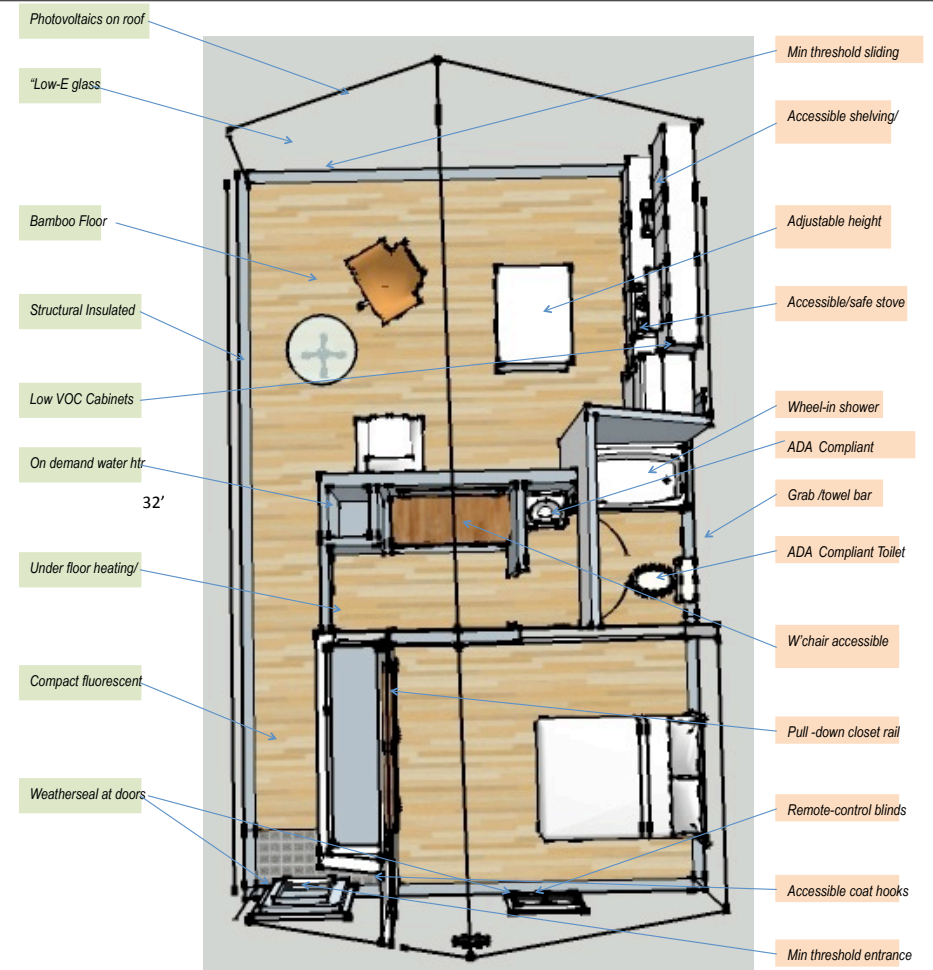 Photovoltaics on roof
“Low-E glass
Bamboo Floor
Structural Insulated
Low VOC Cabinets
On demand water htr
32’
Under floor heating/
Compact fluorescent
Weatherseal at doors
Min threshold sliding
Accessible shelving/
Adjustable height
Accessible/safe stove
Wheel-in shower
ADA Compliant
Grab /towel bar
ADA Compliant Toilet
W’chair accessible
Pull -down closet rail
Remote-control blinds
Accessible coat hooks
Min threshold entrance